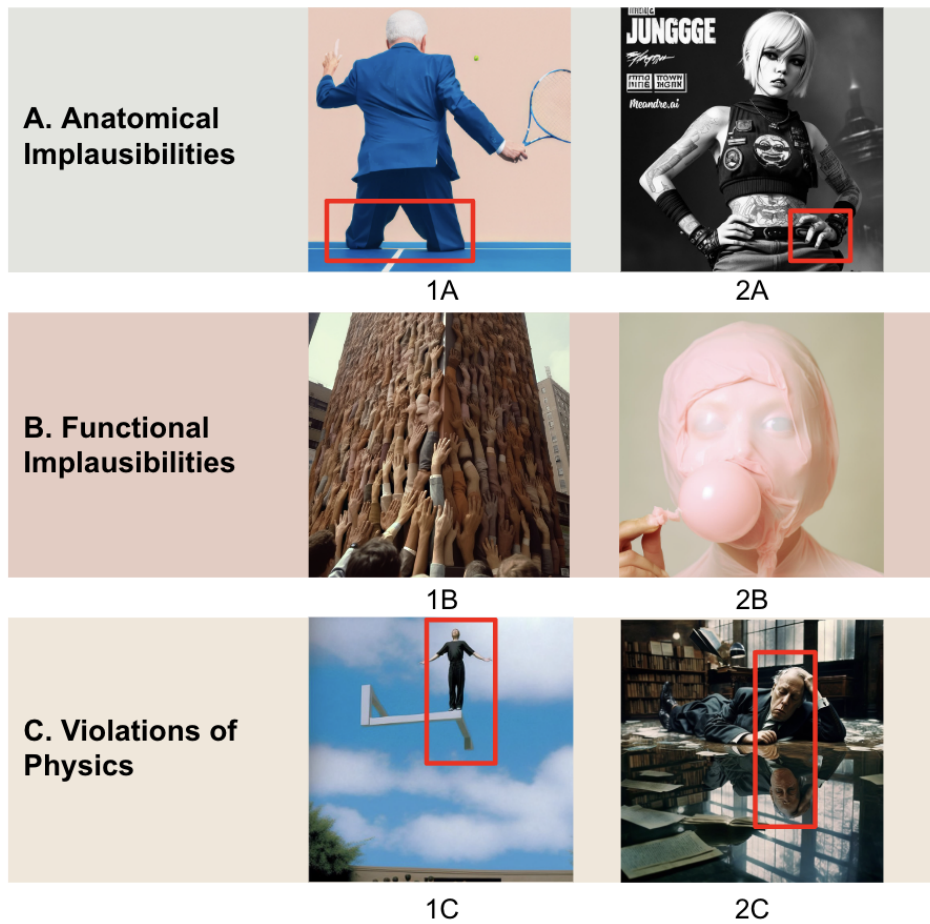 A. Anatomical
Implausibilities
JUNGGGE
Meandre.ai
1A
2A
B. Functional
Implausibilities
1B
2B
C. Violations of
Physics
1C
2C